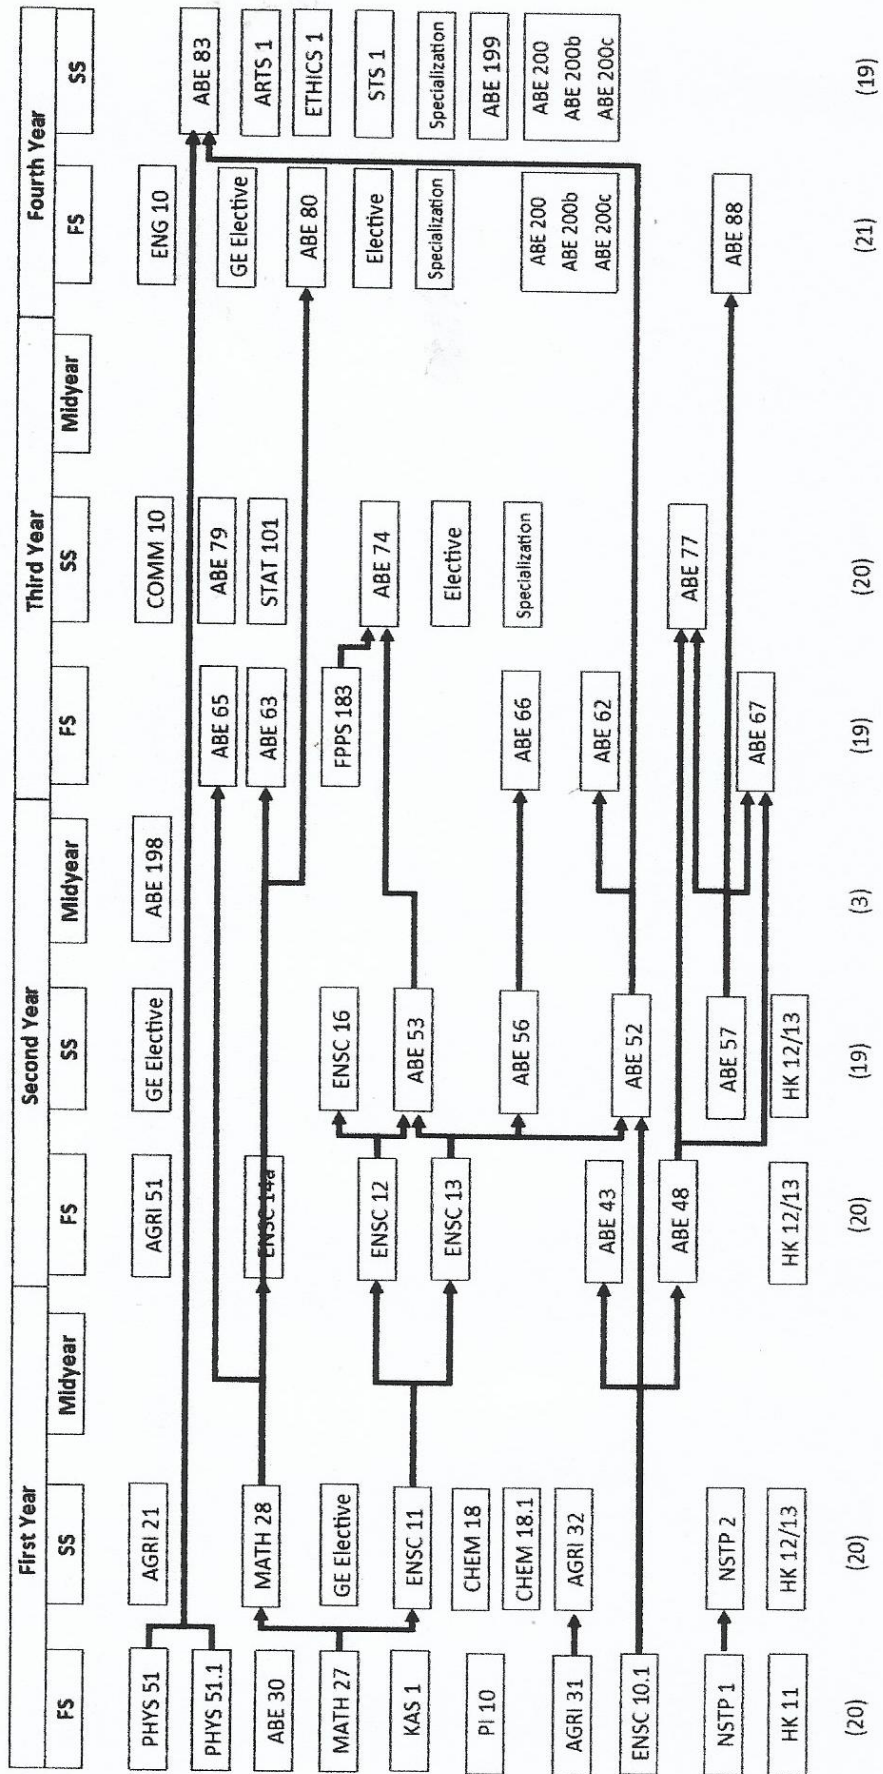 First Year
Second Year
Third Year
Fourth Year
FS
SS
Midyear
FS
SS
Midyear
FS
SS
Midyear
FS
SS
PHYS 51
PHYS 51.1
ABE 30
MATH 27
KAS 1
PI 10
AGRI 31
ENSC 10.1
NSTP 1
HK 11
(20)
AGRI 21
MATH 28
GE Elective
ENSC 11
CHEM 18
CHEM 18.1
AGRI 32
NSTP 2
HK 12/13
(20)
AGRI 51
ENSC 14a
ENSC 12
ENSC 13
ABE 43
ABE 48
HK 12/13
(20)
GE Elective
ENSC 16
ABE 53
ABE 56
ABE 52
ABE 57
HK 12/13
(19)
ABE 198
(3)
ABE 65
ABE 63
FPPS 183
ABE 66
ABE 62
ABE 67
(19)
COMM 10
ABE 79
STAT 101
ABE 74
Elective
Specialization
ABE 77
(20)
ENG 10
GE Elective
ABE 80
Elective
Specialization
ABE 200
ABE 200b
ABE 200c
ABE 88
(21)
ABE 83
ARTS 1
ETHICS 1
STS 1
Specialization
ABE 199
ABE 200
ABE 200b
ABE 200c
(19)